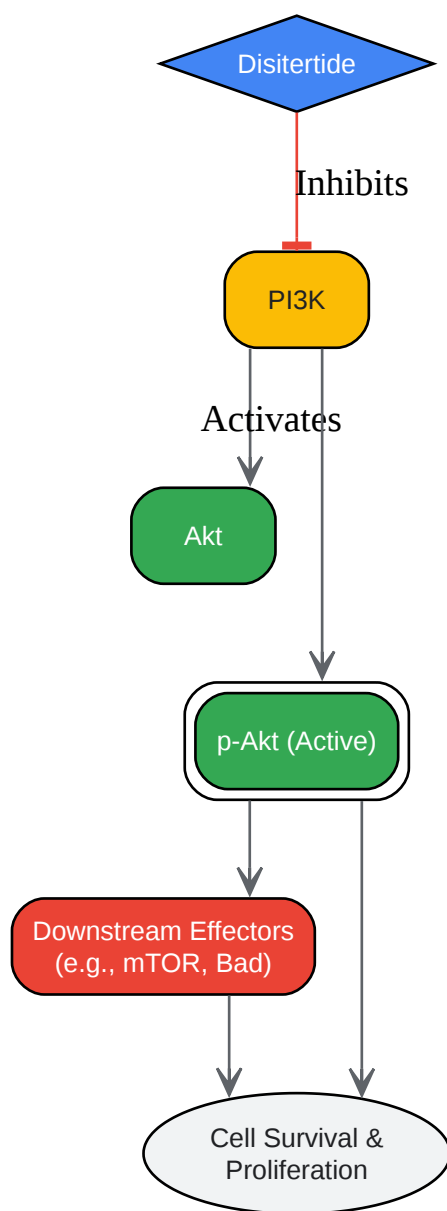 Disitertide
Inhibits
PI3K
Activates
Akt
p-Akt (Active)
Downstream Effectors
(e.g., mTOR, Bad)
Cell Survival &
Proliferation